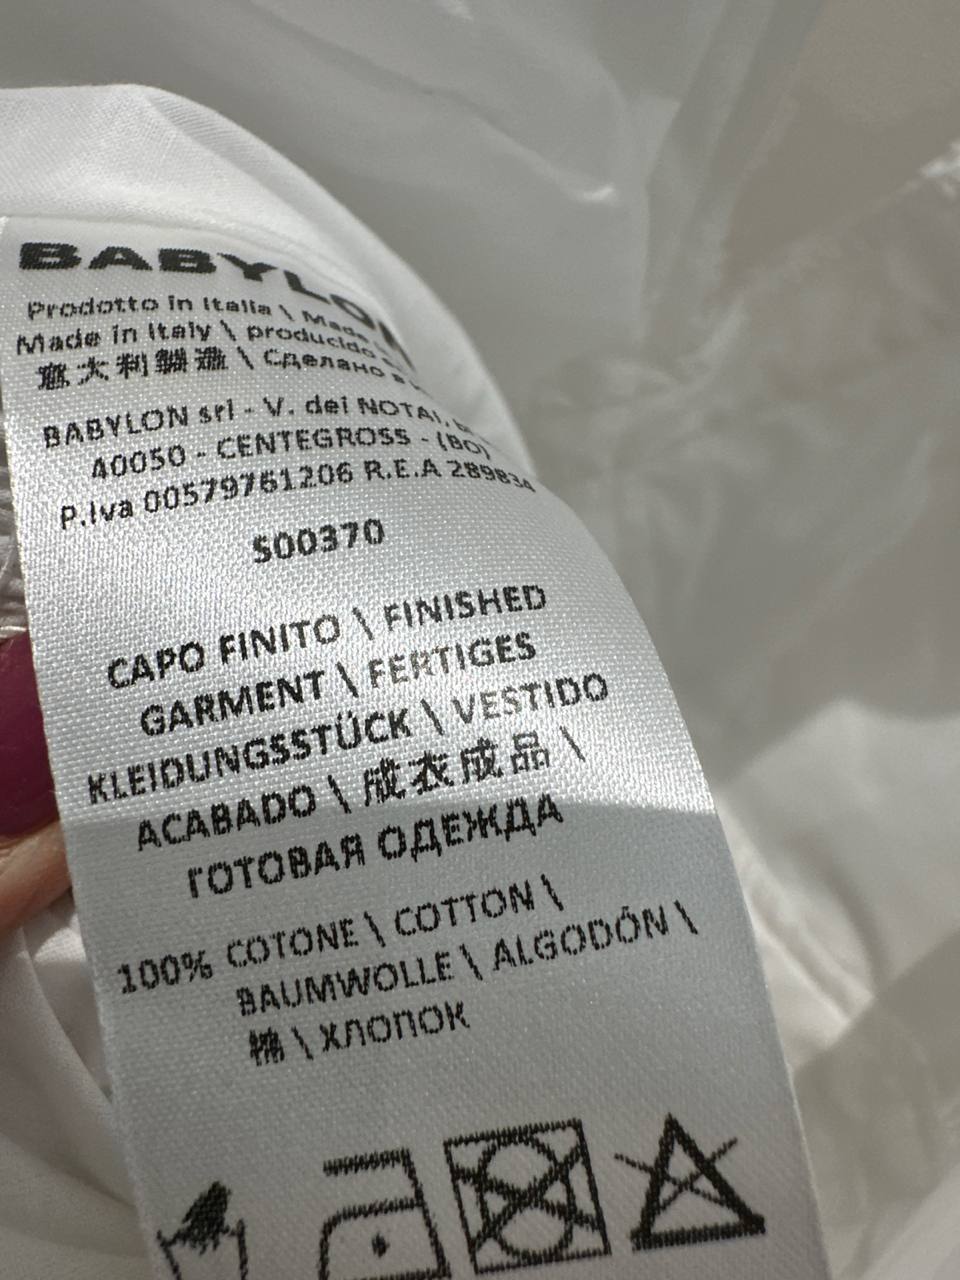 BABYLON
Prodotto in Italia \ Made
Made in Italy \ producido
意大利製造 \ Сделано в
BABYLON srl - V. dei NOTAI,
40050 - CENTEGROSS - (BO)
P.Iva 00579761206 R.E.A 289834
S00370
CAPO FINITO \ FINISHED
GARMENT \ FERTIGES
KLEIDUNGSSTÜCK \ VESTIDO
ACABADO \ 成衣成品 \
ГОТОВАЯ ОДЕЖДА
100% COTONE \ COTTON \
BAUMWOLLE \ ALGODÓN \
棉 \ ХЛОПОК